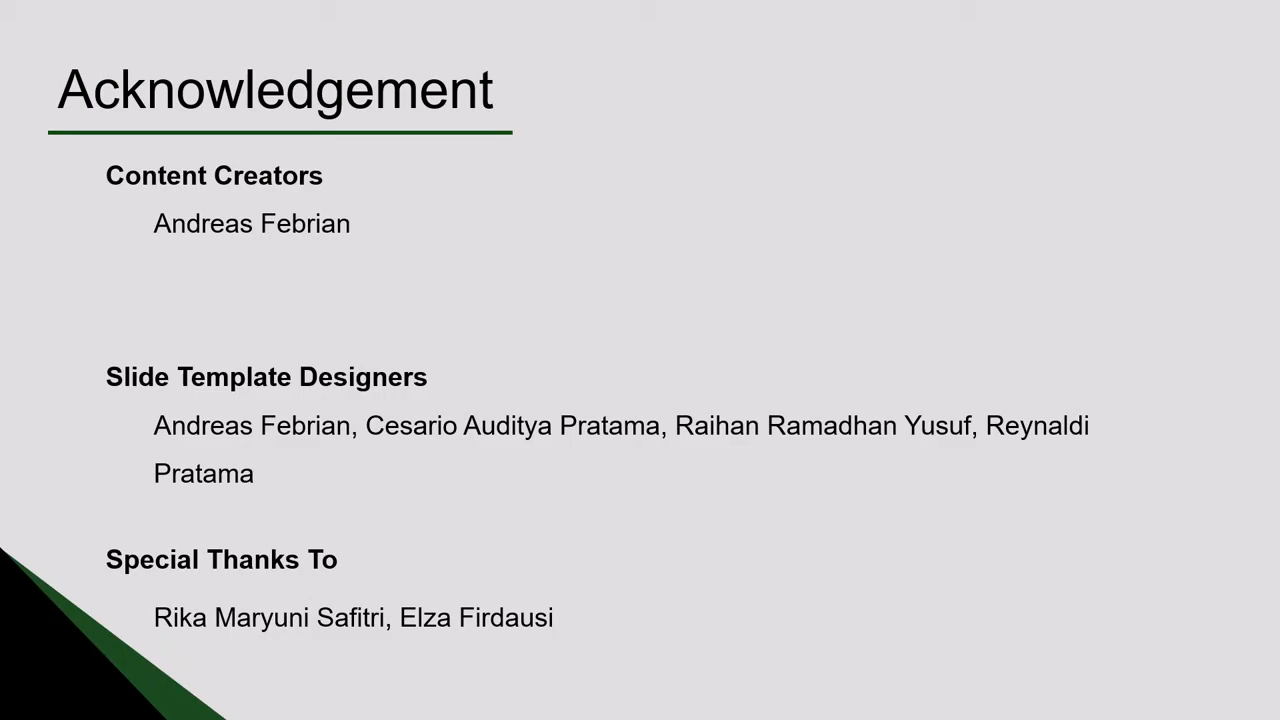 Acknowledgement
Content Creators
Andreas Febrian
Slide Template Designers
Andreas Febrian, Cesario Auditya Pratama, Raihan Ramadhan Yusuf, Reynaldi
Pratama
Special Thanks To
Rika Maryuni Safitri, Elza Firdausi